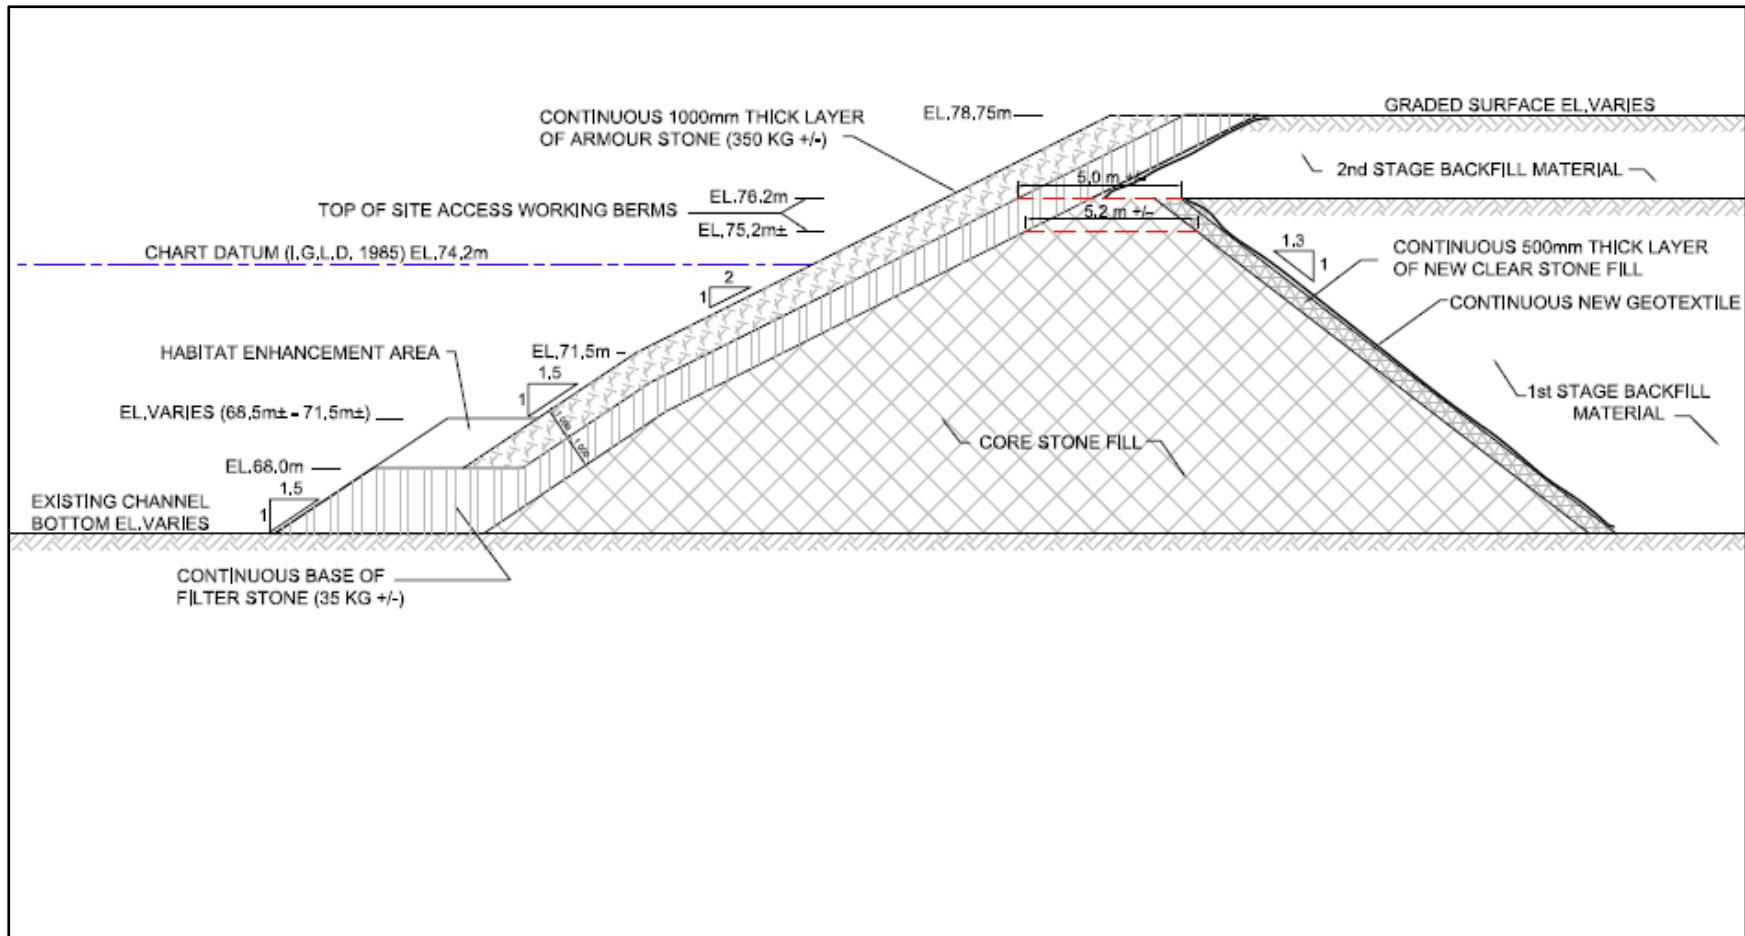 CONTINUOUS 1000mm THICK LAYER
OF ARMOUR STONE (350 KG +/-)
EL.78.75m
GRADED SURFACE EL.VARIES
2nd STAGE BACKFILL MATERIAL
5.0 m +/-
EL.76.2m
TOP OF SITE ACCESS WORKING BERMS
EL.75.2m±
5.2 m +/-
CHART DATUM (I.G.L.D. 1985) EL.74.2m
1.3
1
CONTINUOUS 500mm THICK LAYER
OF NEW CLEAR STONE FILL
CONTINUOUS NEW GEOTEXTILE
2
1
HABITAT ENHANCEMENT AREA
EL.71.5m
1.5
1
EL.VARIES (68.5m± - 71.5m±)
1st STAGE BACKFILL
MATERIAL
CORE STONE FILL
EL.68.0m
1.5
1
EXISTING CHANNEL
BOTTOM EL.VARIES
CONTINUOUS BASE OF
FILTER STONE (35 KG +/-)